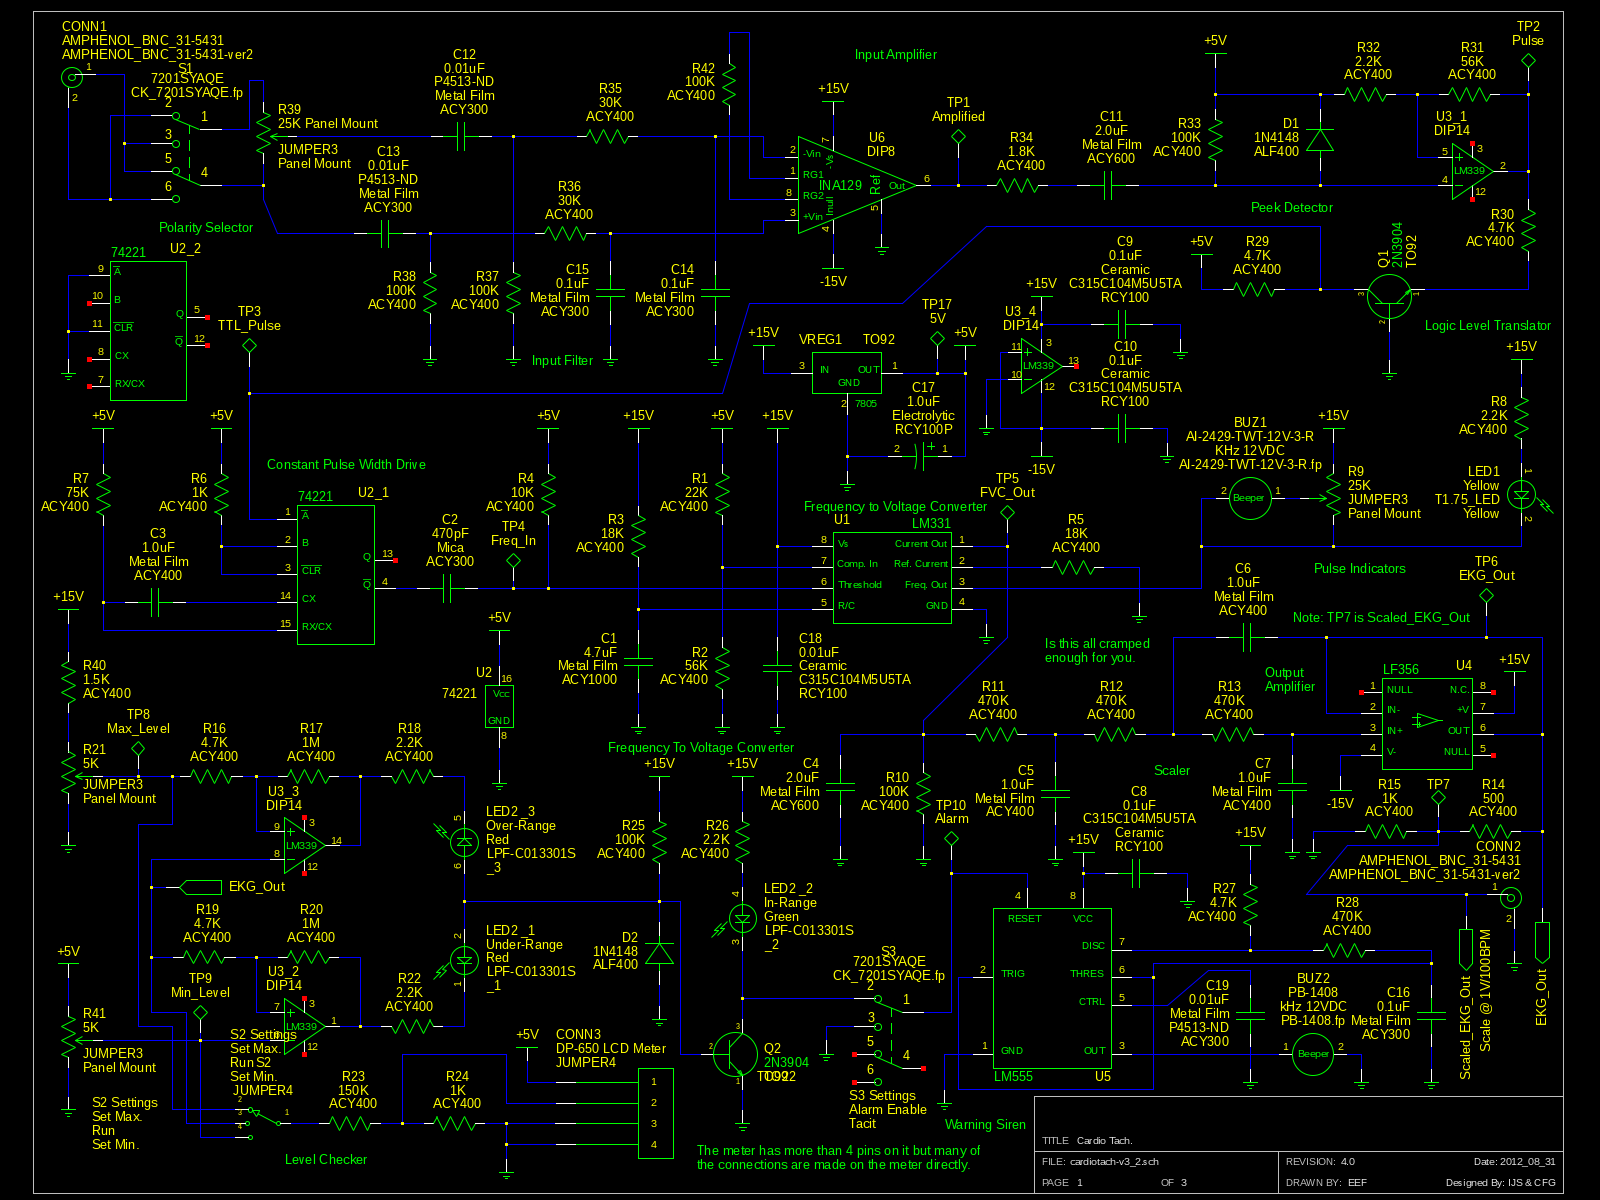 CONN1
AMPHENOL_BNC_31-5431
AMPHENOL_BNC_31-5431-ver2
S1
7201SYAQE
CK_7201SYAQE.fp
1
2
2
1
3
5
4
6
Polarity Selector
R39
25K Panel Mount
JUMPER3
Panel Mount
C12
0.01uF
P4513-ND
Metal Film
ACY300
C13
0.01uF
P4513-ND
Metal Film
ACY300
R35
30K
ACY400
R36
30K
ACY400
R42
100K
ACY400
R38
100K
ACY400
R37
100K
ACY400
C15
0.1uF
Metal Film
ACY300
C14
0.1uF
Metal Film
ACY300
Input Filter
Input Amplifier
+15V
U6
DIP8
INA129
-Vin
RG1
RG2
+Vin
-Vs
Inull
Ref
Out
2
1
8
3
7
4
5
6
-15V
TP1
Amplified
R34
1.8K
ACY400
C11
2.0uF
Metal Film
ACY600
+5V
R33
100K
ACY400
D1
1N4148
ALF400
R32
2.2K
ACY400
R31
56K
ACY400
TP2
Pulse
U3_1
DIP14
LM339
5
4
3
12
2
Peek Detector
R30
4.7K
ACY400
Q1
2N3904
TO92
3
1
2
+5V
R29
4.7K
ACY400
Logic Level Translator
C9
0.1uF
Ceramic
C315C104M5U5TA
RCY100
+15V
U3_4
DIP14
LM339
11
10
3
12
13
C10
0.1uF
Ceramic
C315C104M5U5TA
RCY100
-15V
74221
U2_2
A
B
CLR
CX
RX/CX
Q
Q
9
10
11
8
7
5
12
TP3
TTL_Pulse
+15V
VREG1
TO92
IN
OUT
GND
7805
3
1
2
TP17
5V
+5V
C17
1.0uF
Electrolytic
RCY100P
2
1
+15V
R8
2.2K
ACY400
LED1
Yellow
T1.75_LED
Yellow
1
2
BUZ1
AI-2429-TWT-12V-3-R
KHz 12VDC
AI-2429-TWT-12V-3-R.fp
Beeper
2
1
+15V
R9
25K
JUMPER3
Panel Mount
Pulse Indicators
+5V
R7
75K
ACY400
+5V
R6
1K
ACY400
C3
1.0uF
Metal Film
ACY400
Constant Pulse Width Drive
74221
U2_1
A
B
CLR
CX
RX/CX
Q
Q
1
2
3
14
15
13
4
C2
470pF
Mica
ACY300
TP4
Freq_In
+5V
R4
10K
ACY400
+15V
R3
18K
ACY400
+5V
R1
22K
ACY400
+15V
Frequency to Voltage Converter
U1
LM331
Vs
Comp. In
Threshold
R/C
Current Out
Ref. Current
Freq. Out
GND
8
7
6
5
1
2
3
4
TP5
FVC_Out
R5
18K
ACY400
C1
4.7uF
Metal Film
ACY1000
R2
56K
ACY400
C18
0.01uF
Ceramic
C315C104M5U5TA
RCY100
Frequency To Voltage Converter
+5V
U2
74221
16
Vcc
GND
8
Is this all cramped
enough for you.
C6
1.0uF
Metal Film
ACY400
TP6
EKG_Out
Note: TP7 is Scaled_EKG_Out
Output
Amplifier
LF356
U4
+15V
NULL
IN-
IN+
V-
N.C.
+V
OUT
NULL
1
2
3
4
8
7
6
5
-15V
R11
470K
ACY400
R12
470K
ACY400
R13
470K
ACY400
C4
2.0uF
Metal Film
ACY600
R10
100K
ACY400
C5
1.0uF
Metal Film
ACY400
C7
1.0uF
Metal Film
ACY400
Scaler
R15
1K
ACY400
TP7
R14
500
ACY400
CONN2
AMPHENOL_BNC_31-5431
AMPHENOL_BNC_31-5431-ver2
1
2
Scaled_EKG_Out
Scale @ 1V/100BPM
EKG_Out
+15V
R40
1.5K
ACY400
TP8
Max_Level
R21
5K
JUMPER3
Panel Mount
R16
4.7K
ACY400
R17
1M
ACY400
R18
2.2K
ACY400
U3_3
DIP14
LM339
9
8
3
12
14
EKG_Out
R19
4.7K
ACY400
R20
1M
ACY400
U3_2
DIP14
LM339
7
6
3
12
1
R22
2.2K
ACY400
TP9
Min_Level
+5V
R41
5K
JUMPER3
Panel Mount
S2 Settings
Set Max.
Run
Set Min.
S2 Settings
Set Max.
Run S2
Set Min.
JUMPER4
2
3
4
1
Level Checker
R23
150K
ACY400
R24
1K
ACY400
+5V
CONN3
DP-650 LCD Meter
JUMPER4
1
2
3
4
The meter has more than 4 pins on it but many of
the connections are made on the meter directly.
LED2 _3
Over-Range
Red
LPF-C013301S
_3
5
6
LED2 _1
Under-Range
Red
LPF-C013301S
_1
2
1
+15V
R25
100K
ACY400
D2
1N4148
ALF400
+15V
R26
2.2K
ACY400
LED2 _2
In-Range
Green
LPF-C013301S
_2
4
3
Q2
2N3904
TO92
3
2
1
S3
7201SYAQE
CK_7201SYAQE.fp
2
1
3
5
4
6
S3 Settings
Alarm Enable
Tacit
TP10
Alarm
C8
0.1uF
C315C104M5U5TA
Ceramic
RCY100
+15V
RESET
VCC
DISC
TRIG
THRES
CTRL
GND
OUT
4
8
7
2
6
5
1
3
LM555
U5
Warning Siren
+15V
R27
4.7K
ACY400
R28
470K
ACY400
C19
0.01uF
Metal Film
P4513-ND
ACY300
BUZ2
PB-1408
kHz 12VDC
PB-1408.fp
Beeper
1
2
C16
0.1uF
Metal Film
ACY300
TITLE Cardio Tach.
FILE: cardiotach-v3_2.sch
REVISION: 4.0
Date: 2012_08_31
PAGE 1 OF 3
DRAWN BY: EEF
Designed By: IJS & CFG